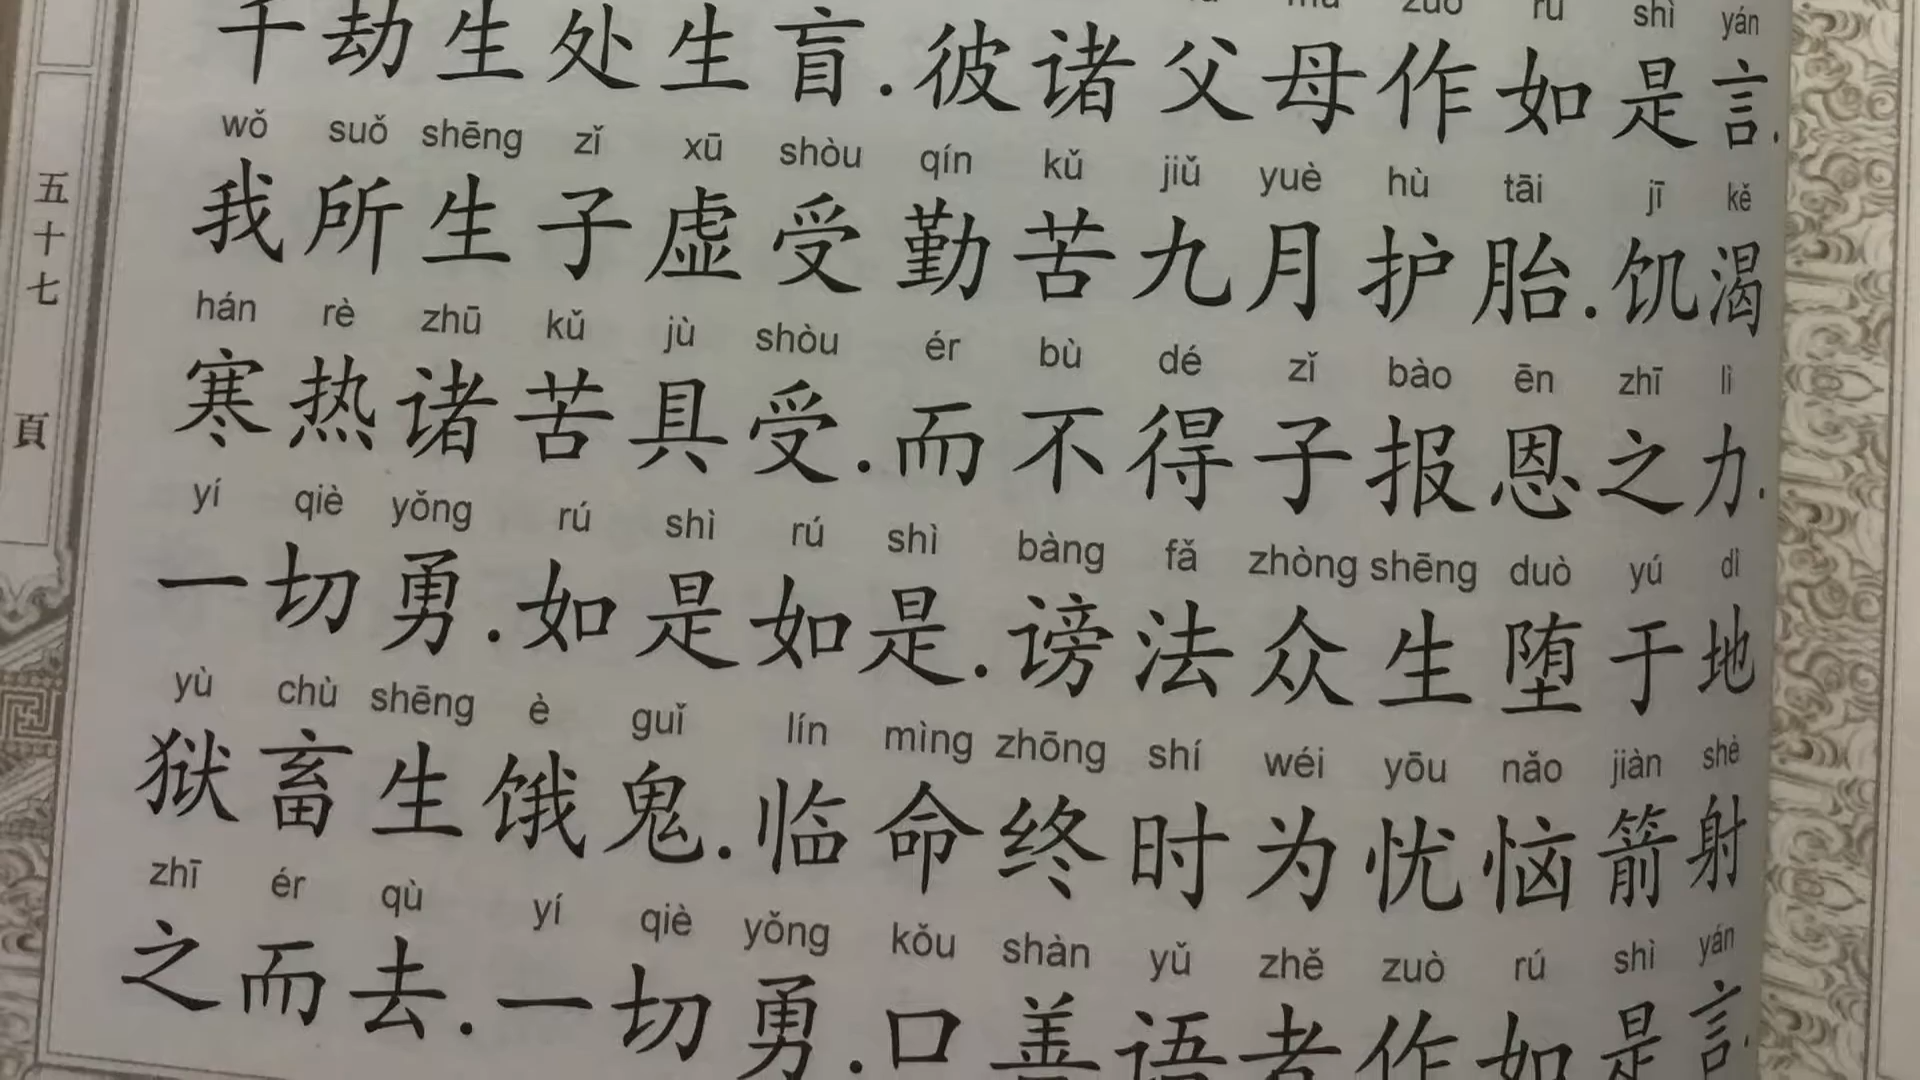 千劫生处生盲.彼诸父母作如是言.
wǒ suǒ shēng zǐ xū shòu qín kǔ jiǔ yuè hù tāi jī kě
我所生子虚受勤苦九月护胎.饥渴
hán rè zhū kǔ jù shòu ér bù dé zǐ bào ēn zhī lì
寒热诸苦具受.而不得子报恩之力.
yí qiè yǒng rú shì rú shì bàng fǎ zhòng shēng duò yú dì
一切勇.如是如是.谤法众生堕于地
yù chù shēng è guǐ lín mìng zhōng shí wéi yōu nǎo jiàn shè
狱畜生饿鬼.临命终时为忧恼箭射
zhī ér qù yí qiè yǒng kǒu shàn yǔ zhě zuò rú shì yán
之而去.一切勇.口善语者作如是言.
五十七 頁